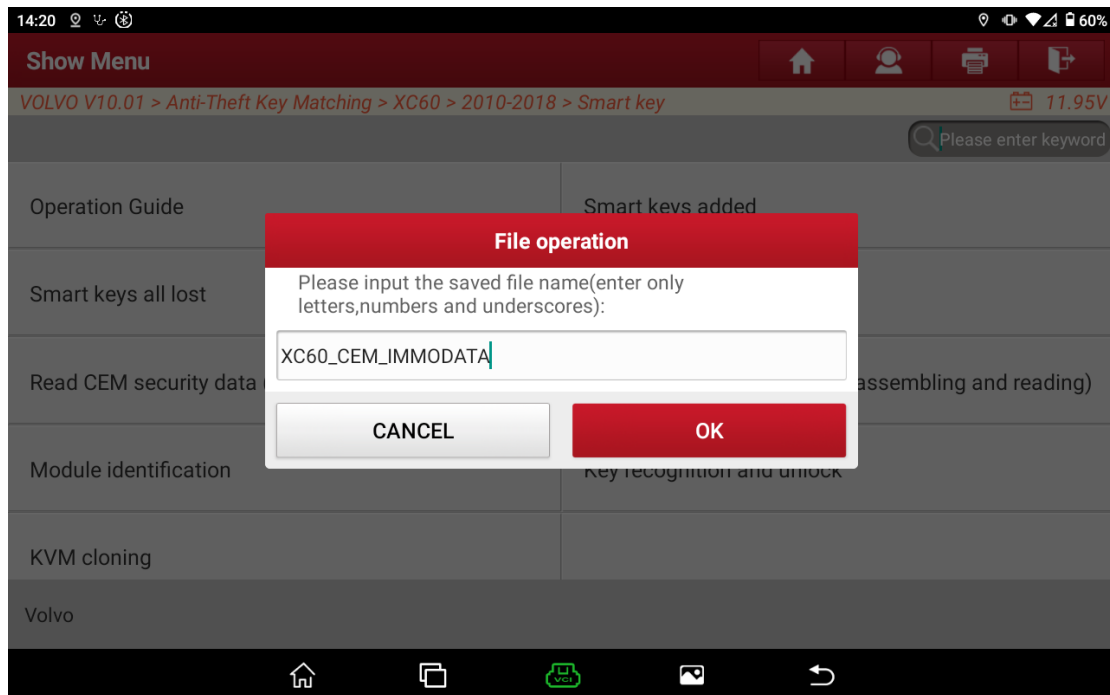 14:20
60%
Show Menu
VOLVO V10.01 > Anti-Theft Key Matching > XC60 > 2010-2018 > Smart key
11.95V
Please enter keyword
Operation Guide
Smart keys added
File operation
Please input the saved file name(enter only
letters,numbers and underscores):
Smart keys all lost
XC60_CEM_IMMODATA
Read CEM security data
assembling and reading)
CANCEL
OK
Module identification
Key recognition and unlock
KVM cloning
Volvo
VCI